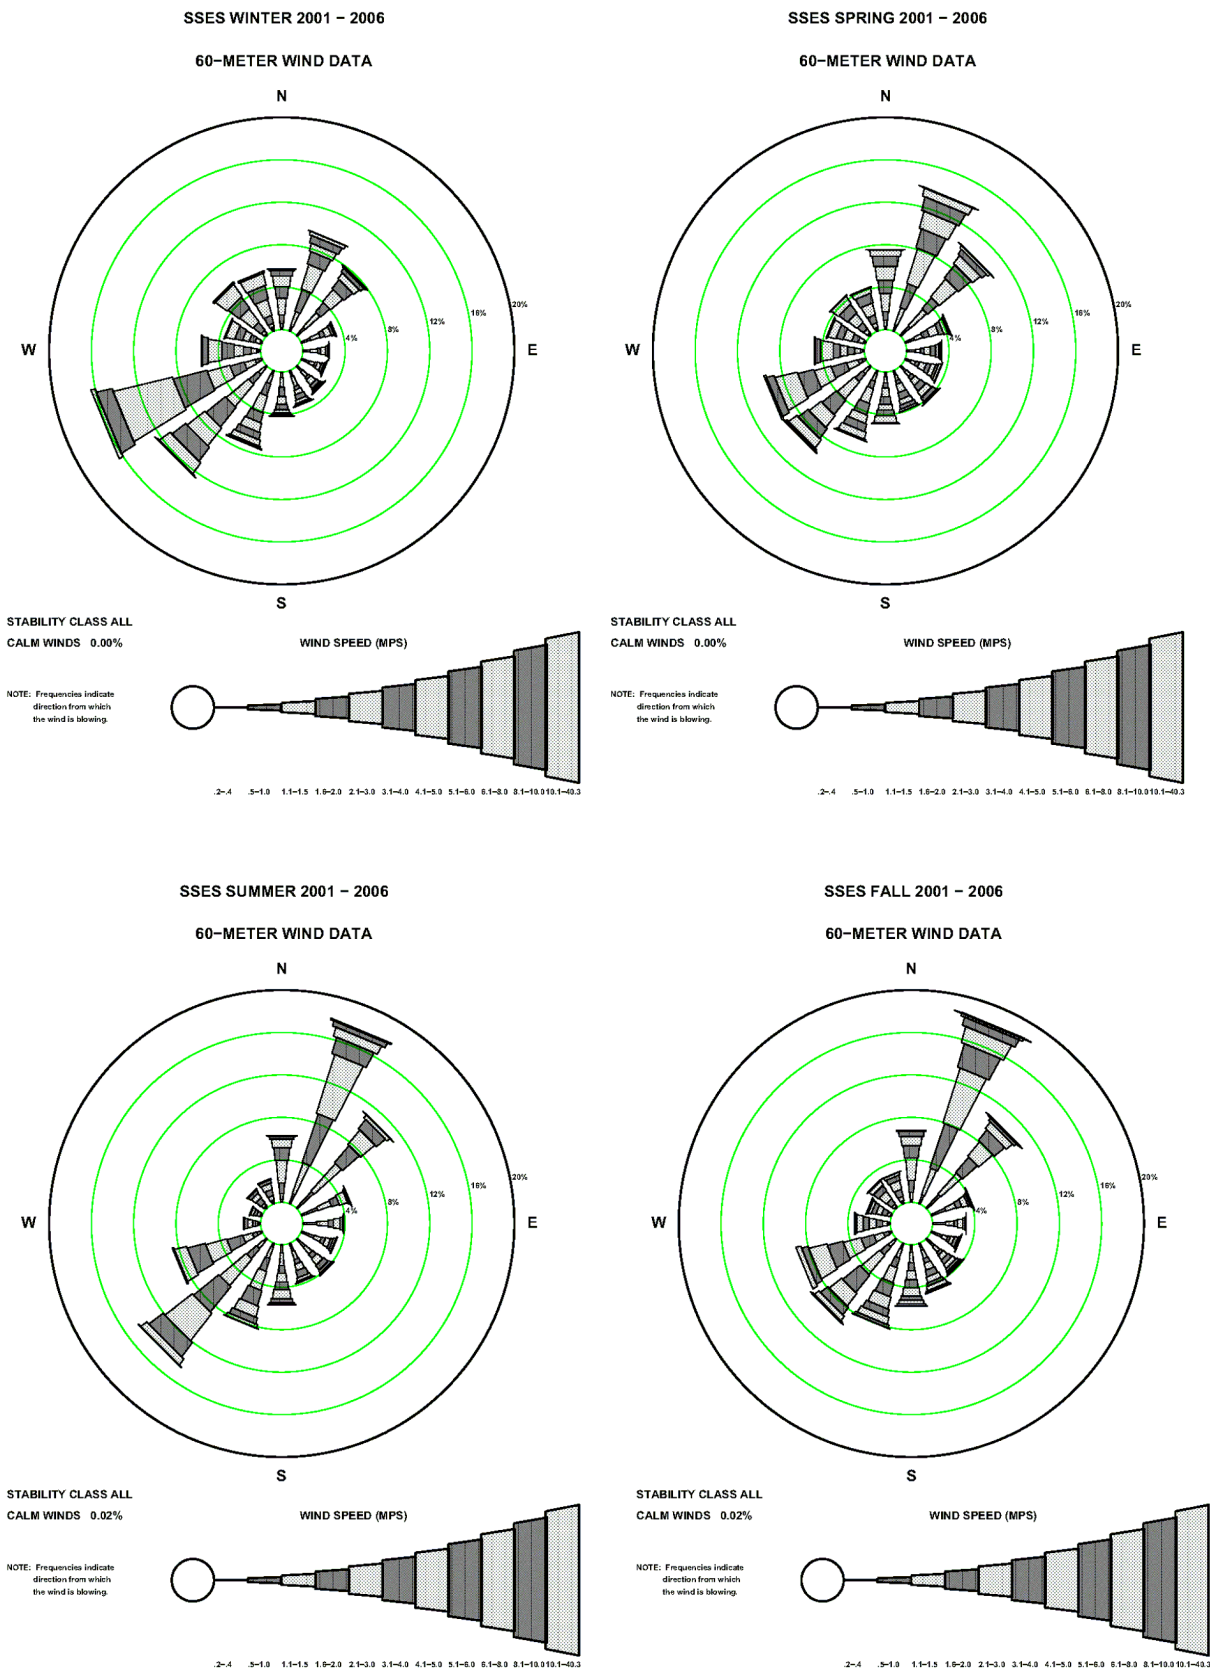 SSES WINTER 2001 − 2006
60−METER WIND DATA
N
W
E
S
4%
8%
12%
16%
20%
STABILITY CLASS ALL
CALM WINDS 0.00%
WIND SPEED (MPS)
NOTE: Frequencies indicate
direction from which
the wind is blowing.
.2−.4 .5−1.0 1.1−1.5 1.6−2.0 2.1−3.0 3.1−4.0 4.1−5.0 5.1−6.0 6.1−8.0 8.1−10.0 10.1−40.3
SSES SPRING 2001 − 2006
60−METER WIND DATA
N
W
E
S
4%
8%
12%
16%
20%
STABILITY CLASS ALL
CALM WINDS 0.00%
WIND SPEED (MPS)
NOTE: Frequencies indicate
direction from which
the wind is blowing.
.2−.4 .5−1.0 1.1−1.5 1.6−2.0 2.1−3.0 3.1−4.0 4.1−5.0 5.1−6.0 6.1−8.0 8.1−10.0 10.1−40.3
SSES SUMMER 2001 − 2006
60−METER WIND DATA
N
W
E
S
4%
8%
12%
16%
20%
STABILITY CLASS ALL
CALM WINDS 0.02%
WIND SPEED (MPS)
NOTE: Frequencies indicate
direction from which
the wind is blowing.
.2−.4 .5−1.0 1.1−1.5 1.6−2.0 2.1−3.0 3.1−4.0 4.1−5.0 5.1−6.0 6.1−8.0 8.1−10.0 10.1−40.3
SSES FALL 2001 − 2006
60−METER WIND DATA
N
W
E
S
4%
8%
12%
16%
20%
STABILITY CLASS ALL
CALM WINDS 0.02%
WIND SPEED (MPS)
NOTE: Frequencies indicate
direction from which
the wind is blowing.
.2−.4 .5−1.0 1.1−1.5 1.6−2.0 2.1−3.0 3.1−4.0 4.1−5.0 5.1−6.0 6.1−8.0 8.1−10.0 10.1−40.3